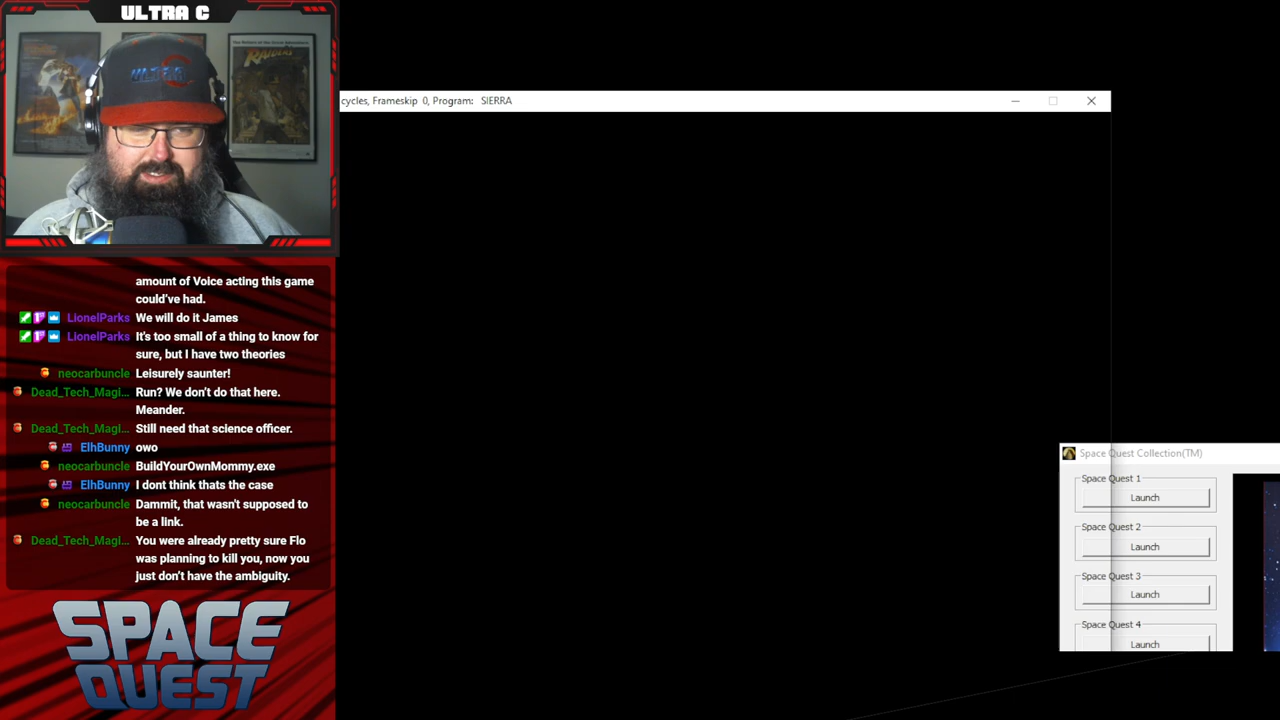 ULTRA C
RAIDERS
ULTRA C
cycles, Frameskip 0, Program: SIERRA
amount of Voice acting this game
could've had.
LionelParks We will do it James
LionelParks It's too small of a thing to know for
sure, but I have two theories
neocarbuncle Leisurely saunter!
Dead_Tech_Magi... Run? We don't do that here.
Meander.
Dead_Tech_Magi... Still need that science officer.
ElhBunny owo
neocarbuncle BuildYourOwnMommy.exe
ElhBunny I dont think thats the case
neocarbuncle Dammit, that wasn't supposed to
be a link.
Dead_Tech_Magi... You were already pretty sure Flo
was planning to kill you, now you
just don't have the ambiguity.
SPACE
QUEST
Space Quest Collection(TM)
Space Quest 1
Launch
Space Quest 2
Launch
Space Quest 3
Launch
Space Quest 4
Launch